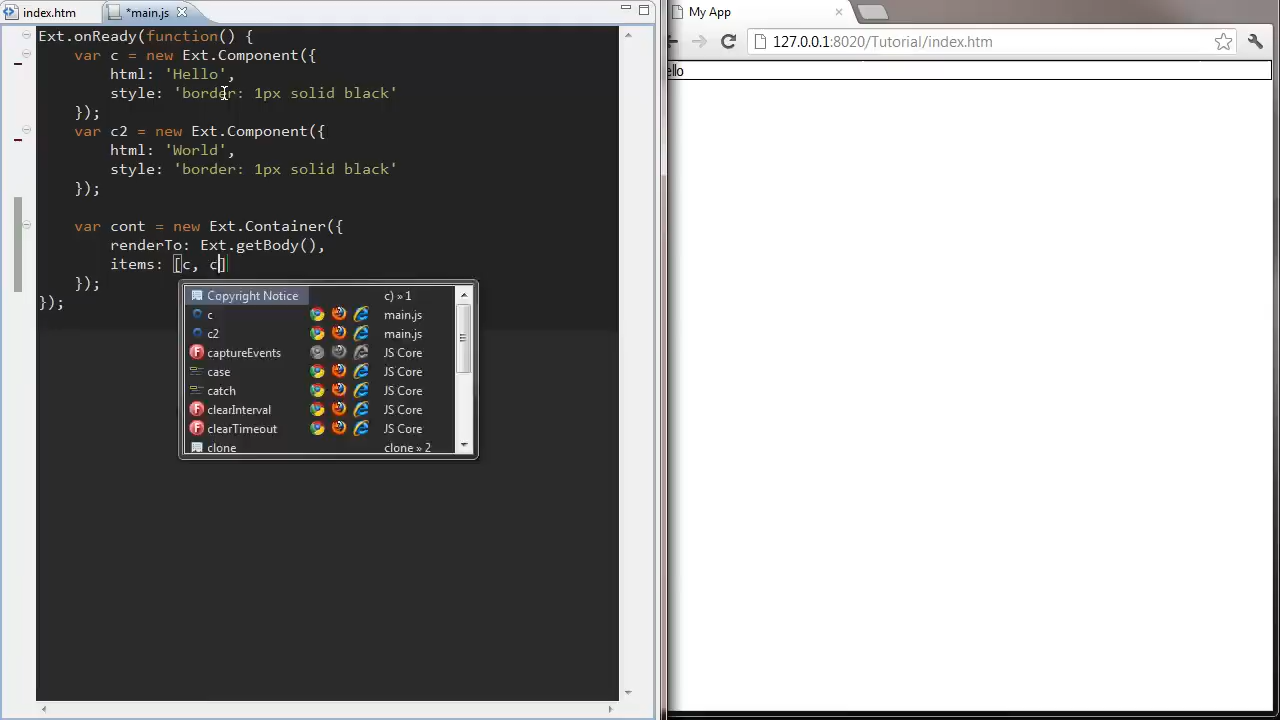 index.htm
*main.js
Ext.onReady(function() {
var c = new Ext.Component({
html: 'Hello',
style: 'border: 1px solid black'
});
var c2 = new Ext.Component({
html: 'World',
style: 'border: 1px solid black'
});
var cont = new Ext.Container({
renderTo: Ext.getBody(),
items: [c, c]
});
});
Copyright Notice c) » 1
c main.js
c2 main.js
captureEvents JS Core
case JS Core
catch JS Core
clearInterval JS Core
clearTimeout JS Core
clone clone » 2
My App
127.0.0.1:8020/Tutorial/index.htm
ello